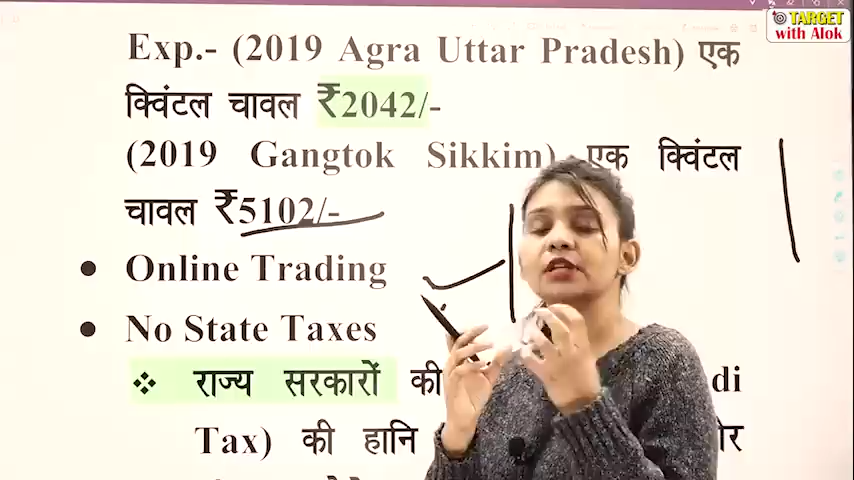 TARGET
with Alok
Exp.- (2019 Agra Uttar Pradesh) एक
क्विंटल चावल ₹2042/-
(2019 Gangtok Sikkim) एक क्विंटल
चावल ₹5102/-
• Online Trading
• No State Taxes
❖ राज्य सरकारों की di
Tax) की हानि